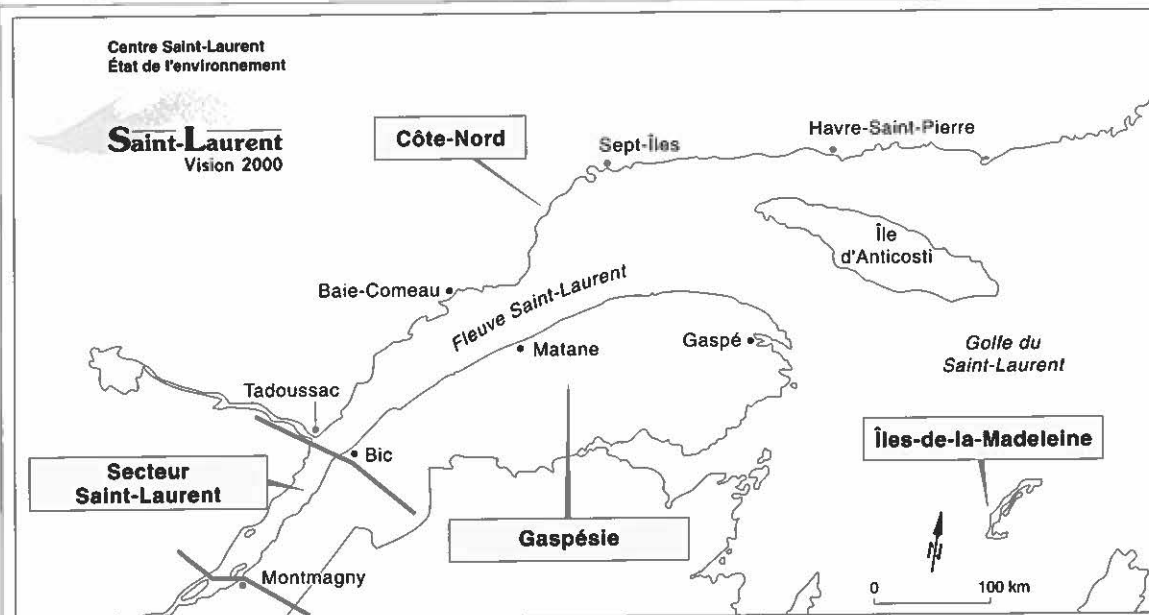 Centre Saint-Laurent
État de l'environnement
Saint-Laurent
Vision 2000
Côte-Nord
Sept-Îles
Havre-Saint-Pierre
Île
d'Anticosti
Baie-Comeau
Fleuve Saint-Laurent
Matane
Gaspé
Golfe du
Saint-Laurent
Tadoussac
Bic
Îles-de-la-Madeleine
Secteur
Saint-Laurent
Gaspésie
N
0 100 km
Montmagny